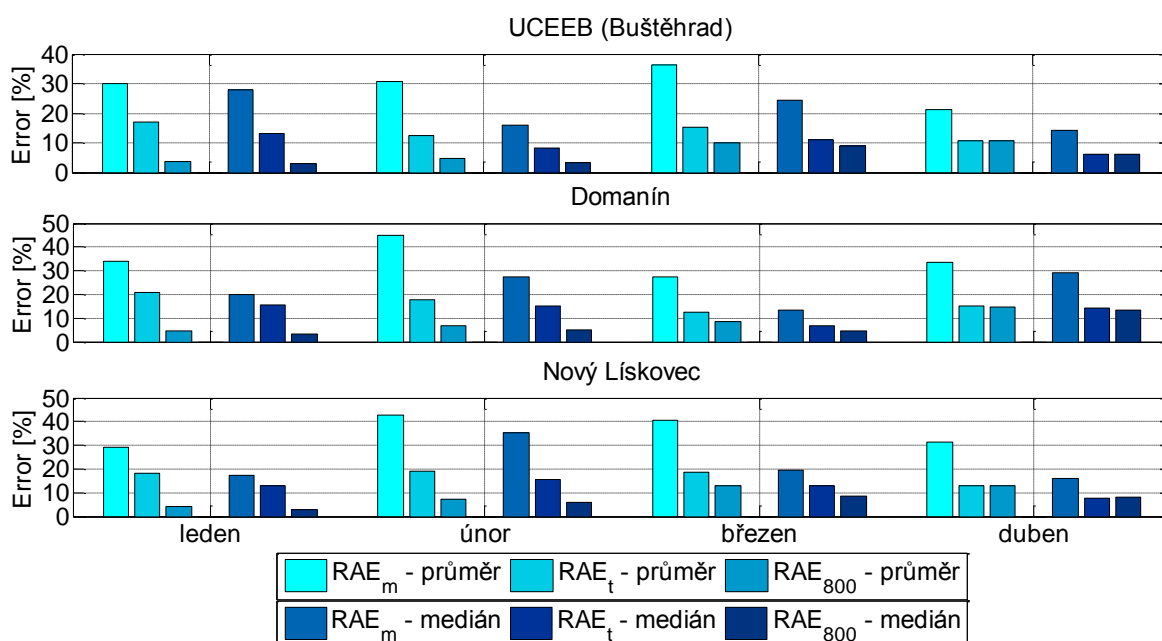 UCEEB (Buštěhrad)
Error [%]
40
30
20
10
0
Domanín
Error [%]
50
40
30
20
10
0
Nový Lískovec
Error [%]
50
40
30
20
10
0
leden únor březen duben
RAE_m - průměr RAE_t - průměr RAE_800 - průměr
RAE_m - medián RAE_t - medián RAE_800 - medián